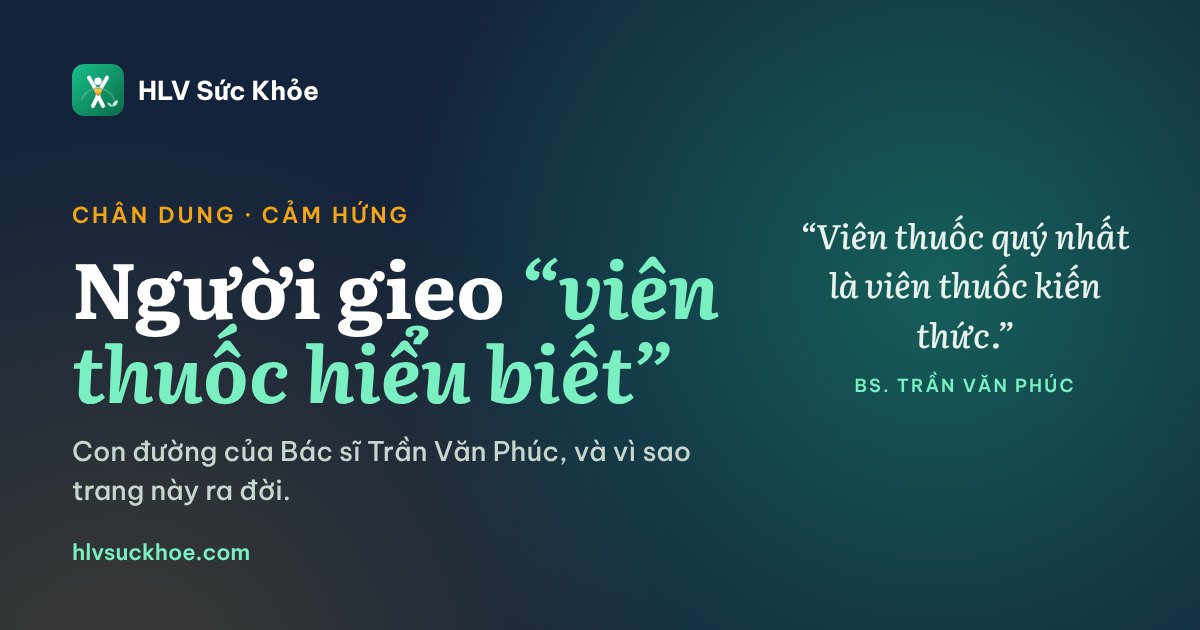 HLV Sức Khỏe
CHÂN DUNG · CẢM HỨNG
Người gieo “viên
thuốc hiểu biết”
Con đường của Bác sĩ Trần Văn Phúc, và vì sao
trang này ra đời.
hlvsuckhoe.com
“Viên thuốc quý nhất
là viên thuốc kiến
thức.”
BS. TRẦN VĂN PHÚC